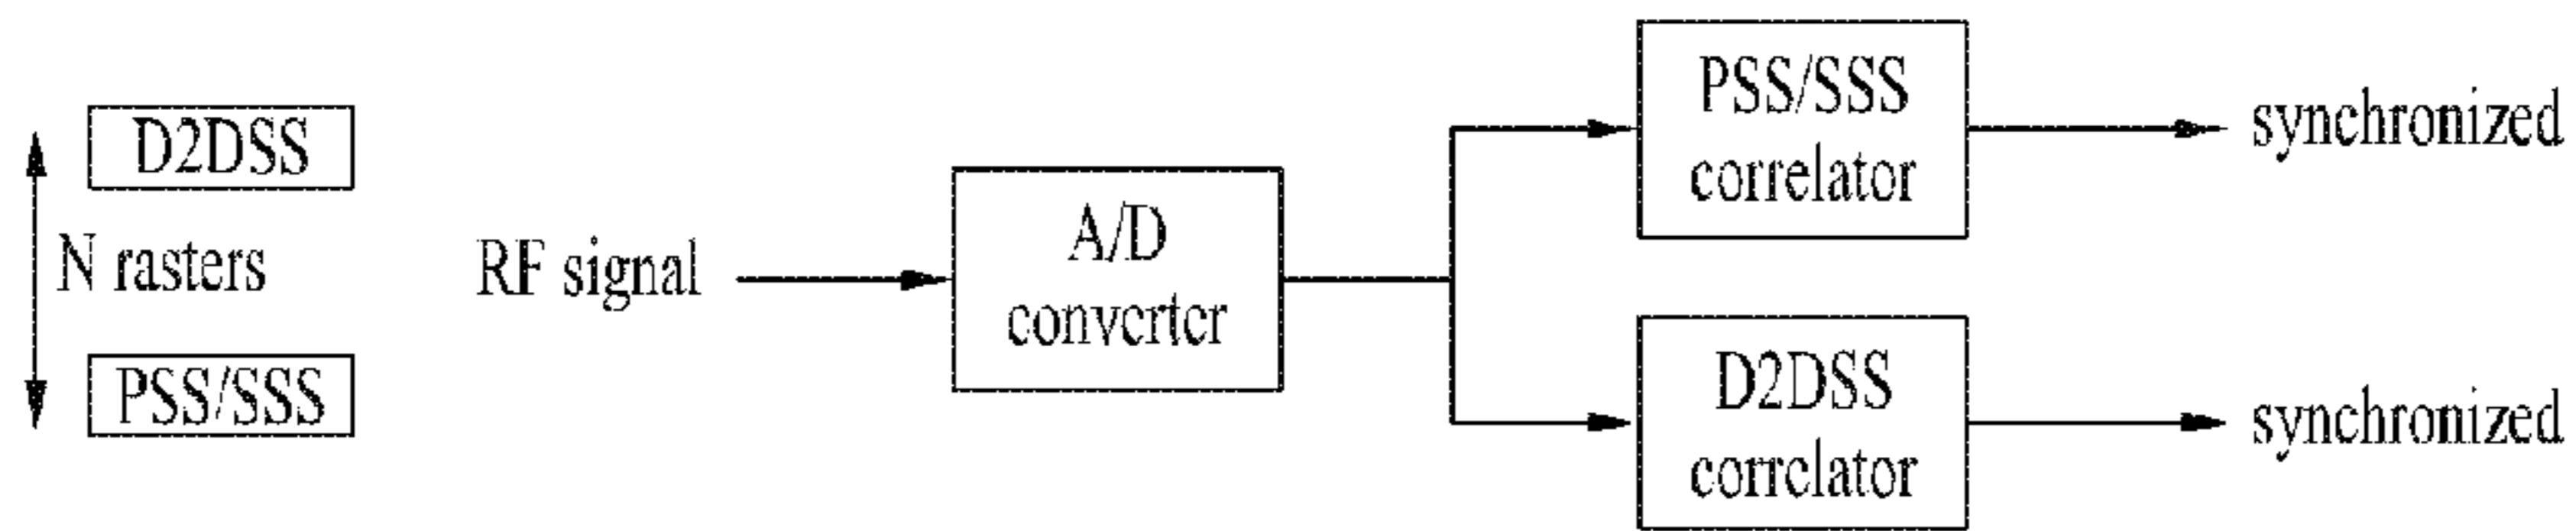 D2DSS
N rasters
PSS/SSS
RF signal
A/D
converter
PSS/SSS
correlator
D2DSS
correlator
synchronized
synchronized